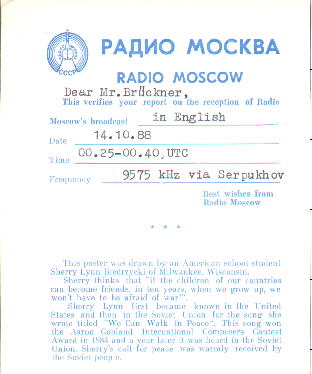 СССР
РАДИО МОСКВА
RADIO MOSCOW
Dear Mr.Brückner,
This verifies your report on the reception of Radio
Moscow's broadcast in English
Date 14.10.88
Time 00.25-00.40,UTC
Frequency 9575 kHz via Serpukhov
Best wishes from
Radio Moscow
* * *
This poster was drawn by an American school student
Sherry Lynn Biedrzycki of Milwaukee, Wisconsin.
Sherry thinks that "if the children of our countries
can become friends, in ten years, when we grow up, we
won't have to be afraid of war!".
Sherry Lynn first became known in the United
States and then in the Soviet Union for the song she
wrote titled "We Can Walk in Peace". This song won
the Aaron Copland International Composers Contest
Award in 1984 and a year later it was heard in the Soviet
Union. Sherry's call for peace was warmly received by
the Soviet people.